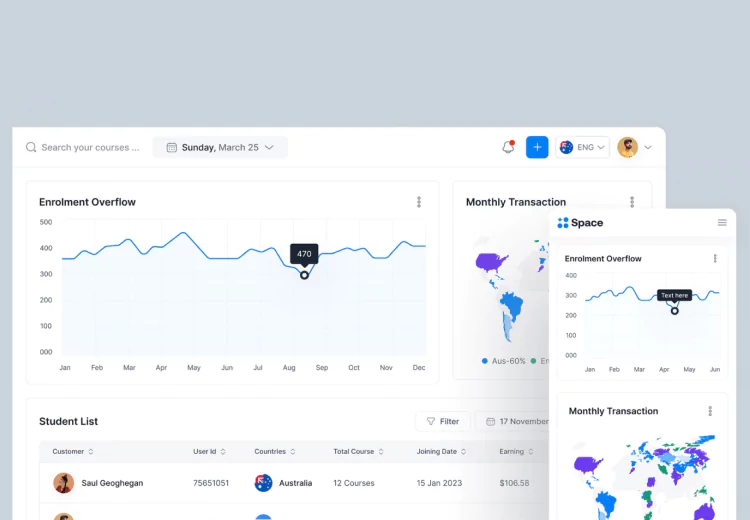 Search your courses ...
Sunday, March 25
ENG
Enrolment Overflow
500
400
300
200
100
000
470
Jan Feb Mar Apr May Jun Jul Aug Sep Oct Nov Dec
Monthly Transaction
Aus-60%
Student List
Filter
17 November
Customer User Id Countries Total Course Joining Date Earning
Saul Geoghegan 75651051 Australia 12 Courses 15 Jan 2023 $106.58
Space
Enrolment Overflow
400
300
200
100
000
Text here
Jan Feb Mar Apr May Jun
Monthly Transaction